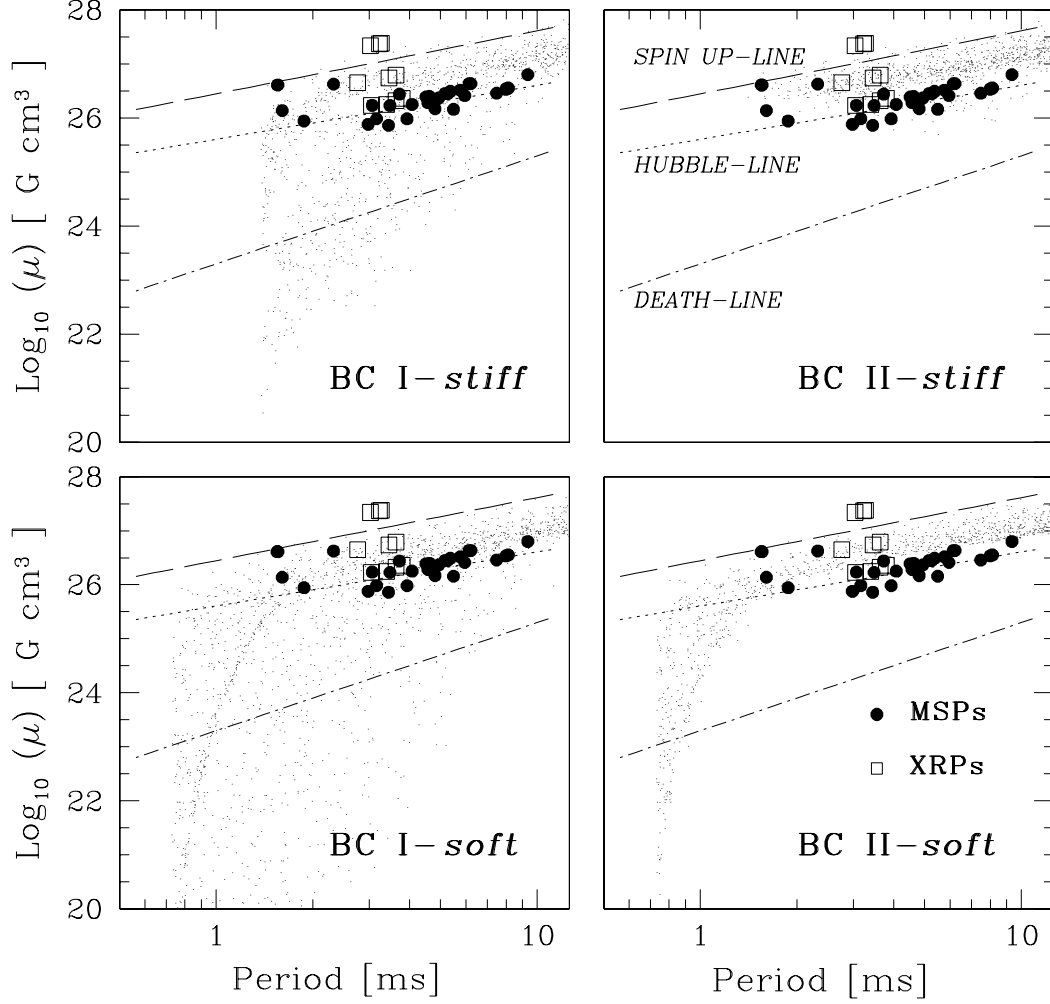 28
26
24
22
20
Log₁₀ (μ) [ G cm³ ]
BC I-stiff
SPIN UP-LINE
HUBBLE-LINE
DEATH-LINE
BC II-stiff
28
26
24
22
20
Log₁₀ (μ) [ G cm³ ]
BC I-soft
MSPs
XRPs
BC II-soft
1 10
1 10
Period [ms]
Period [ms]